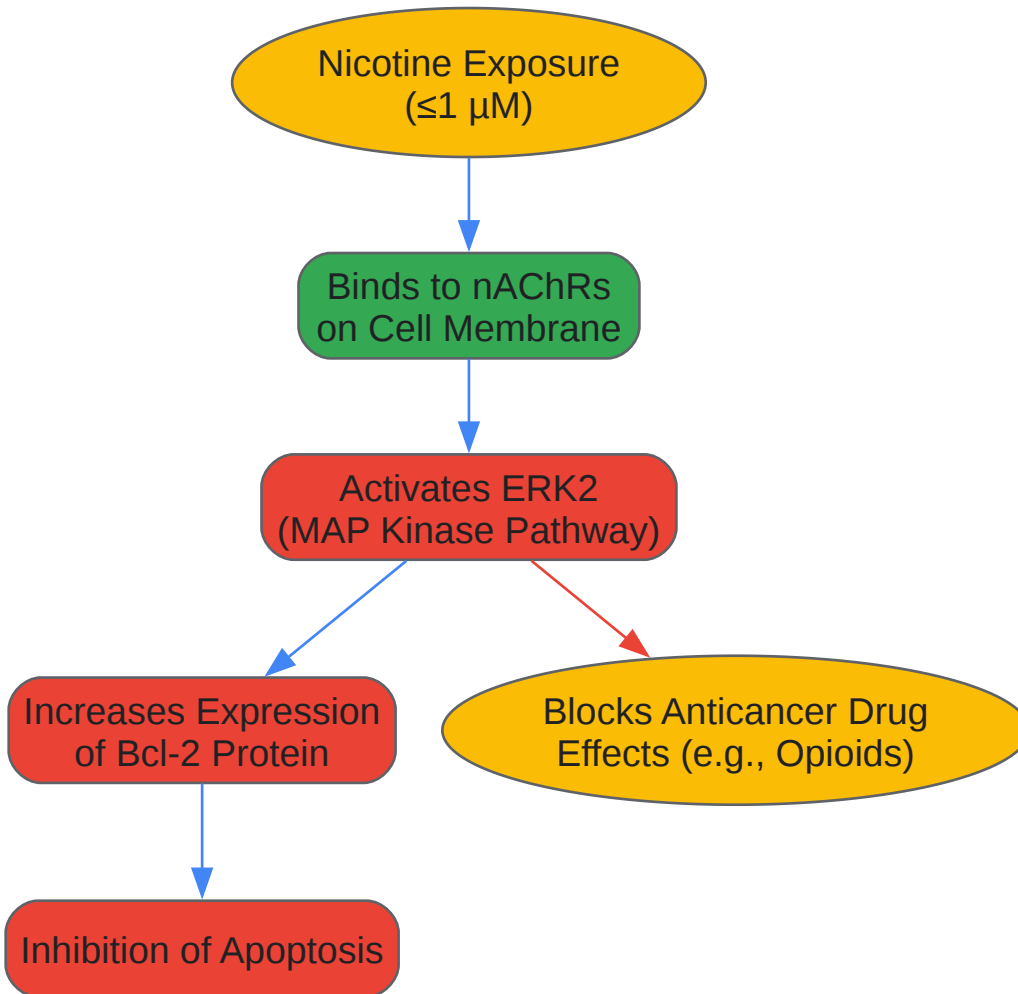 Nicotine Exposure
(≤1 µM)
Binds to nAChRs
on Cell Membrane
Activates ERK2
(MAP Kinase Pathway)
Increases Expression
of Bcl-2 Protein
Blocks Anticancer Drug
Effects (e.g., Opioids)
Inhibition of Apoptosis